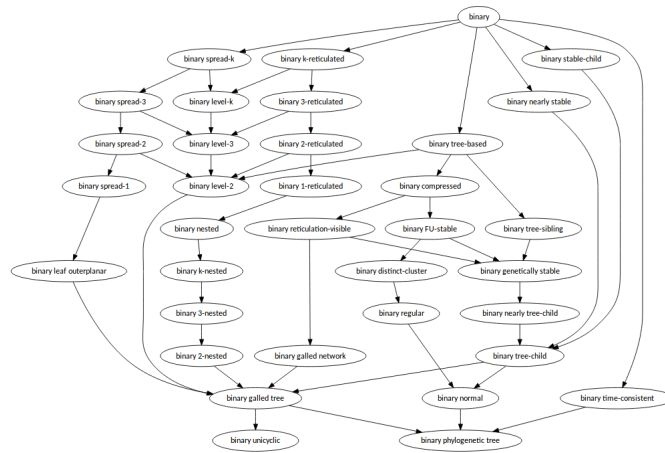 binary
binary spread-k
binary k-reticulated
binary stable-child
binary spread-3
binary level-k
binary 3-reticulated
binary nearly stable
binary spread-2
binary level-3
binary 2-reticulated
binary tree-based
binary spread-1
binary level-2
binary 1-reticulated
binary compressed
binary nested
binary reticulation-visible
binary FU-stable
binary tree-sibling
binary leaf outerplanar
binary k-nested
binary distinct-cluster
binary genetically stable
binary 3-nested
binary regular
binary nearly tree-child
binary 2-nested
binary galled network
binary tree-child
binary galled tree
binary normal
binary time-consistent
binary unicyclic
binary phylogenetic tree